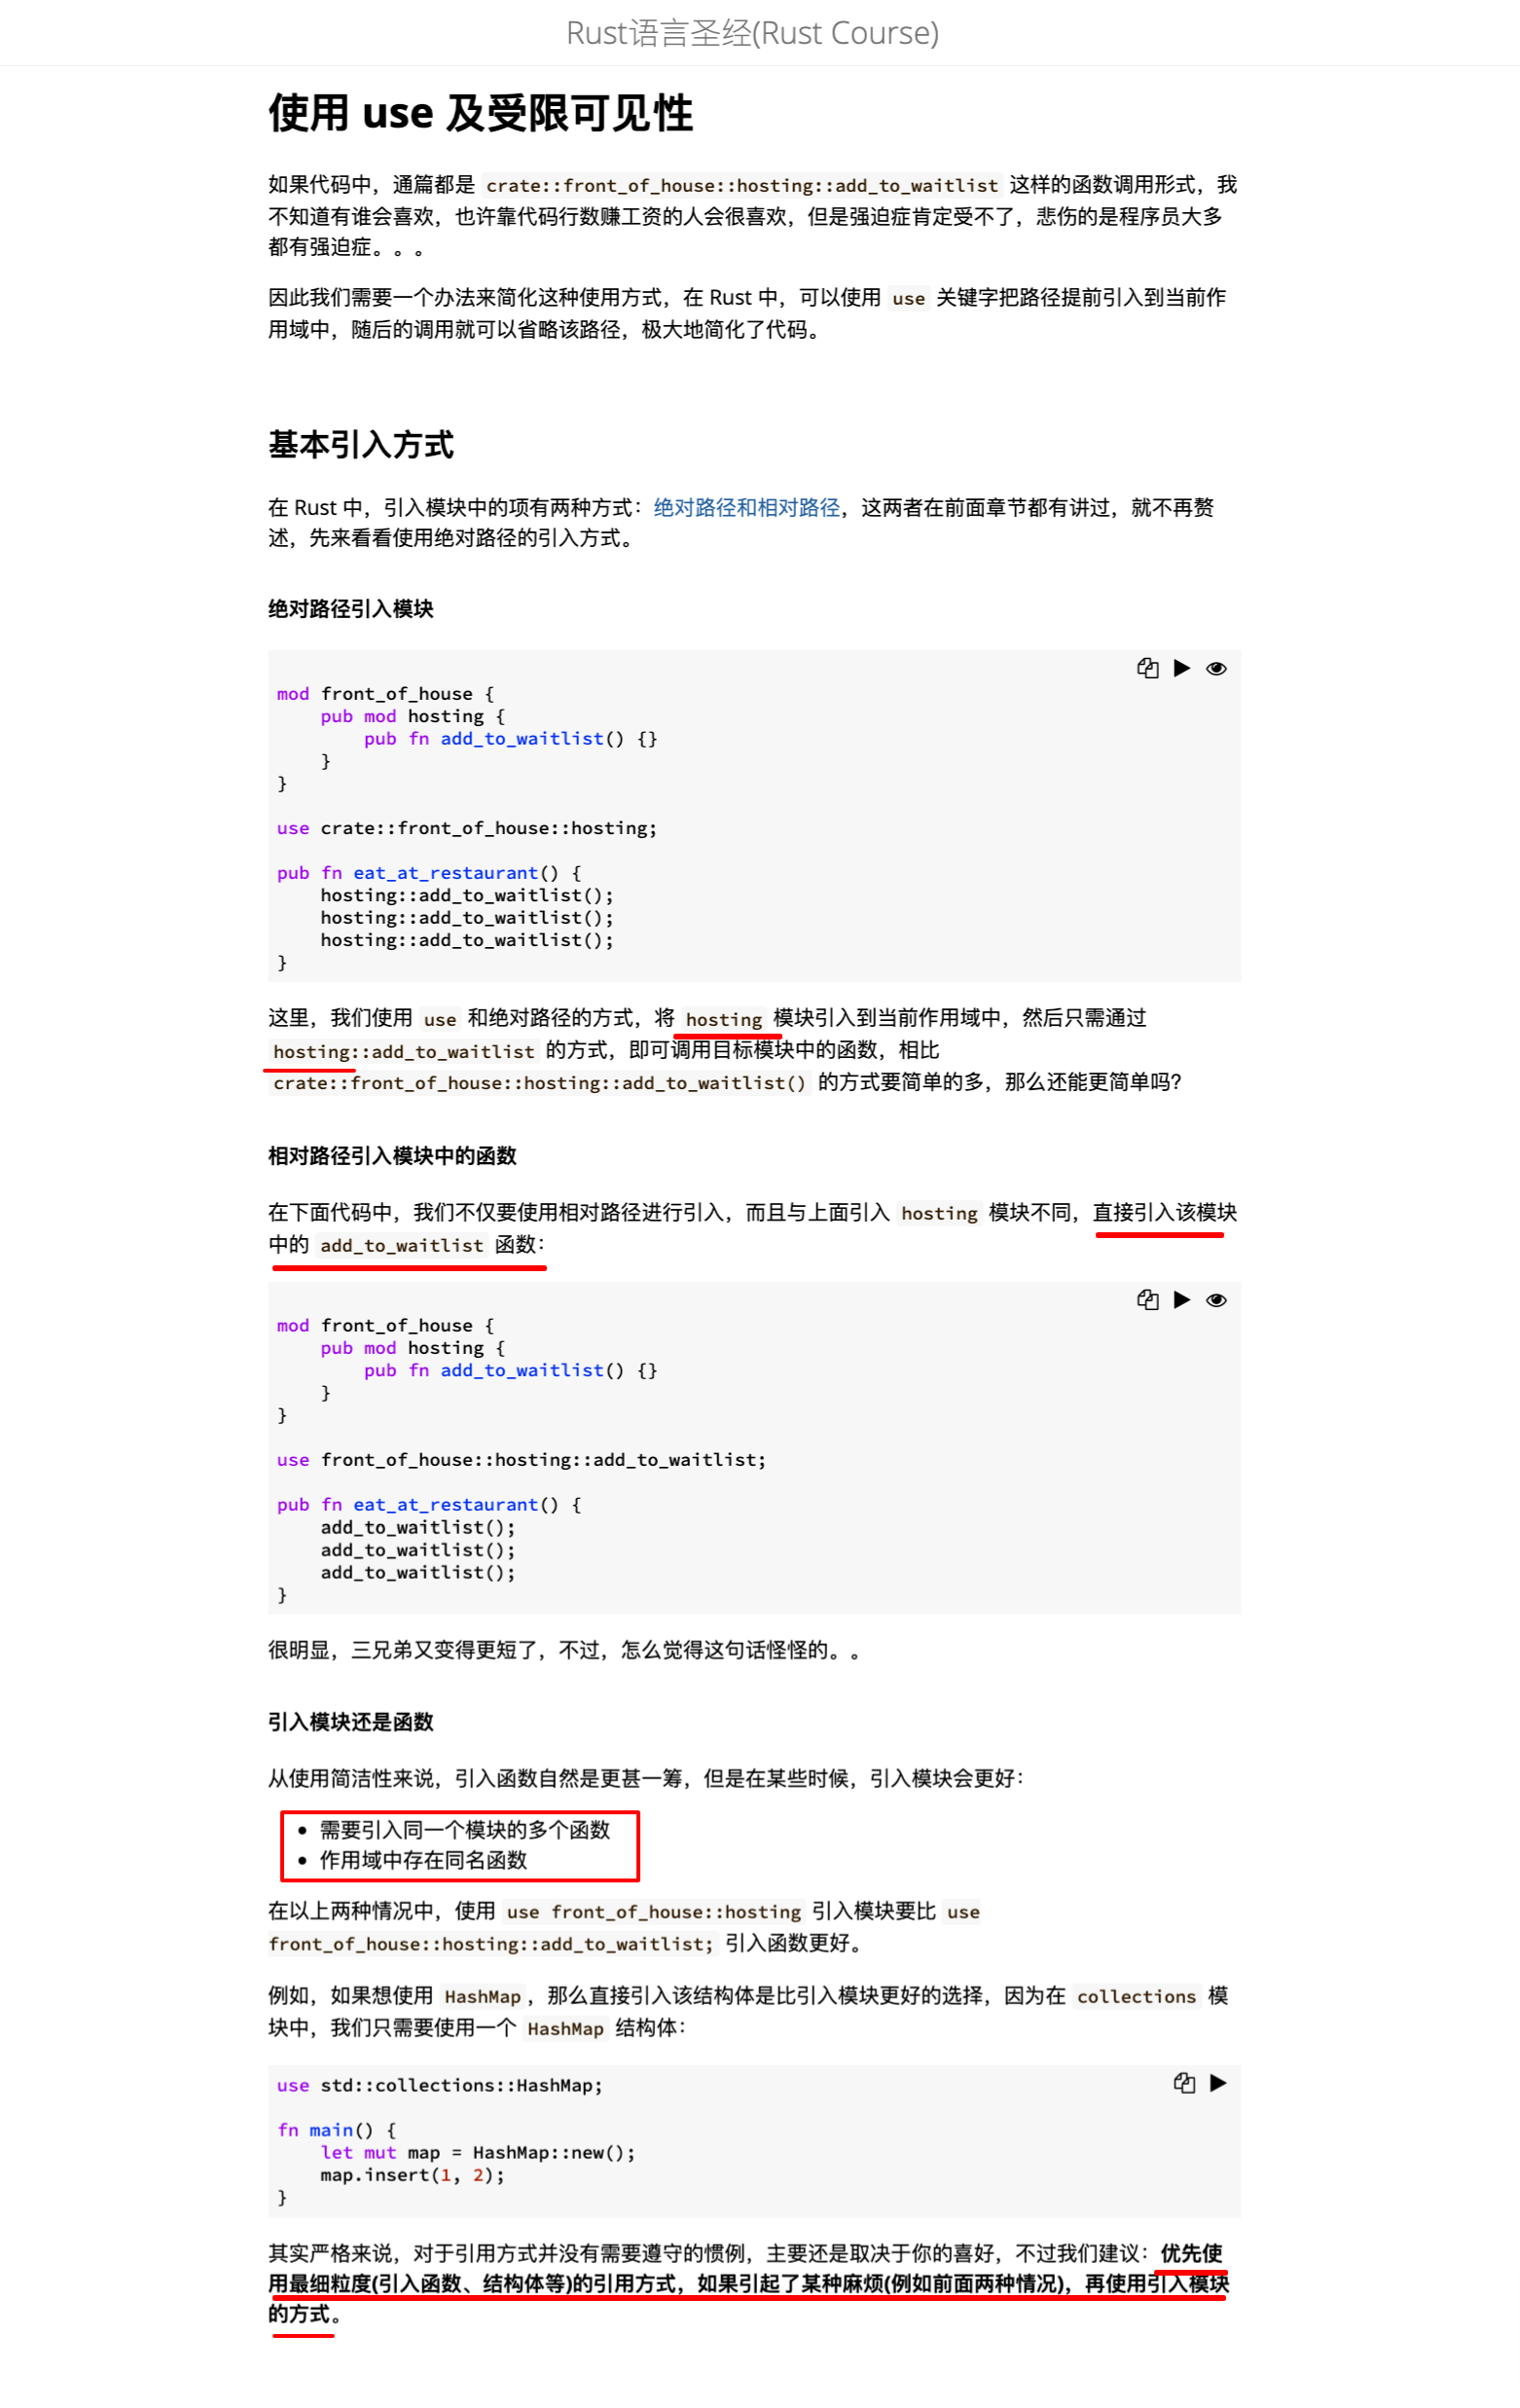 Rust语言圣经(Rust Course)
使用 use 及受限可见性
如果代码中，通篇都是 crate::front_of_house::hosting::add_to_waitlist 这样的函数调用形式，我
不知道有谁会喜欢，也许靠代码行数赚工资的人会很喜欢，但是强迫症肯定受不了，悲伤的是程序员大多
都有强迫症。。。
因此我们需要一个办法来简化这种使用方式，在 Rust 中，可以使用 use 关键字把路径提前引入到当前作
用域中，随后的调用就可以省略该路径，极大地简化了代码。
基本引入方式
在 Rust 中，引入模块中的项有两种方式：绝对路径和相对路径，这两者在前面章节都有讲过，就不再赘
述，先来看看使用绝对路径的引入方式。
绝对路径引入模块
mod front_of_house {
    pub mod hosting {
        pub fn add_to_waitlist() {}
    }
}
use crate::front_of_house::hosting;
pub fn eat_at_restaurant() {
    hosting::add_to_waitlist();
    hosting::add_to_waitlist();
    hosting::add_to_waitlist();
}
这里，我们使用 use 和绝对路径的方式，将 hosting 模块引入到当前作用域中，然后只需通过
hosting::add_to_waitlist 的方式，即可调用目标模块中的函数，相比
crate::front_of_house::hosting::add_to_waitlist() 的方式要简单的多，那么还能更简单吗？
相对路径引入模块中的函数
在下面代码中，我们不仅要使用相对路径进行引入，而且与上面引入 hosting 模块不同，直接引入该模块
中的 add_to_waitlist 函数：
mod front_of_house {
    pub mod hosting {
        pub fn add_to_waitlist() {}
    }
}
use front_of_house::hosting::add_to_waitlist;
pub fn eat_at_restaurant() {
    add_to_waitlist();
    add_to_waitlist();
    add_to_waitlist();
}
很明显，三兄弟又变得更短了，不过，怎么觉得这句话怪怪的。。
引入模块还是函数
从使用简洁性来说，引入函数自然是更甚一筹，但是在某些时候，引入模块会更好：
• 需要引入同一个模块的多个函数
• 作用域中存在同名函数
在以上两种情况中，使用 use front_of_house::hosting 引入模块要比 use
front_of_house::hosting::add_to_waitlist; 引入函数更好。
例如，如果想使用 HashMap，那么直接引入该结构体是比引入模块更好的选择，因为在 collections 模
块中，我们只需要使用一个 HashMap 结构体：
use std::collections::HashMap;
fn main() {
    let mut map = HashMap::new();
    map.insert(1, 2);
}
其实严格来说，对于引用方式并没有需要遵守的惯例，主要还是取决于你的喜好，不过我们建议：优先使
用最细粒度(引入函数、结构体等)的引用方式，如果引起了某种麻烦(例如前面两种情况)，再使用引入模块
的方式。